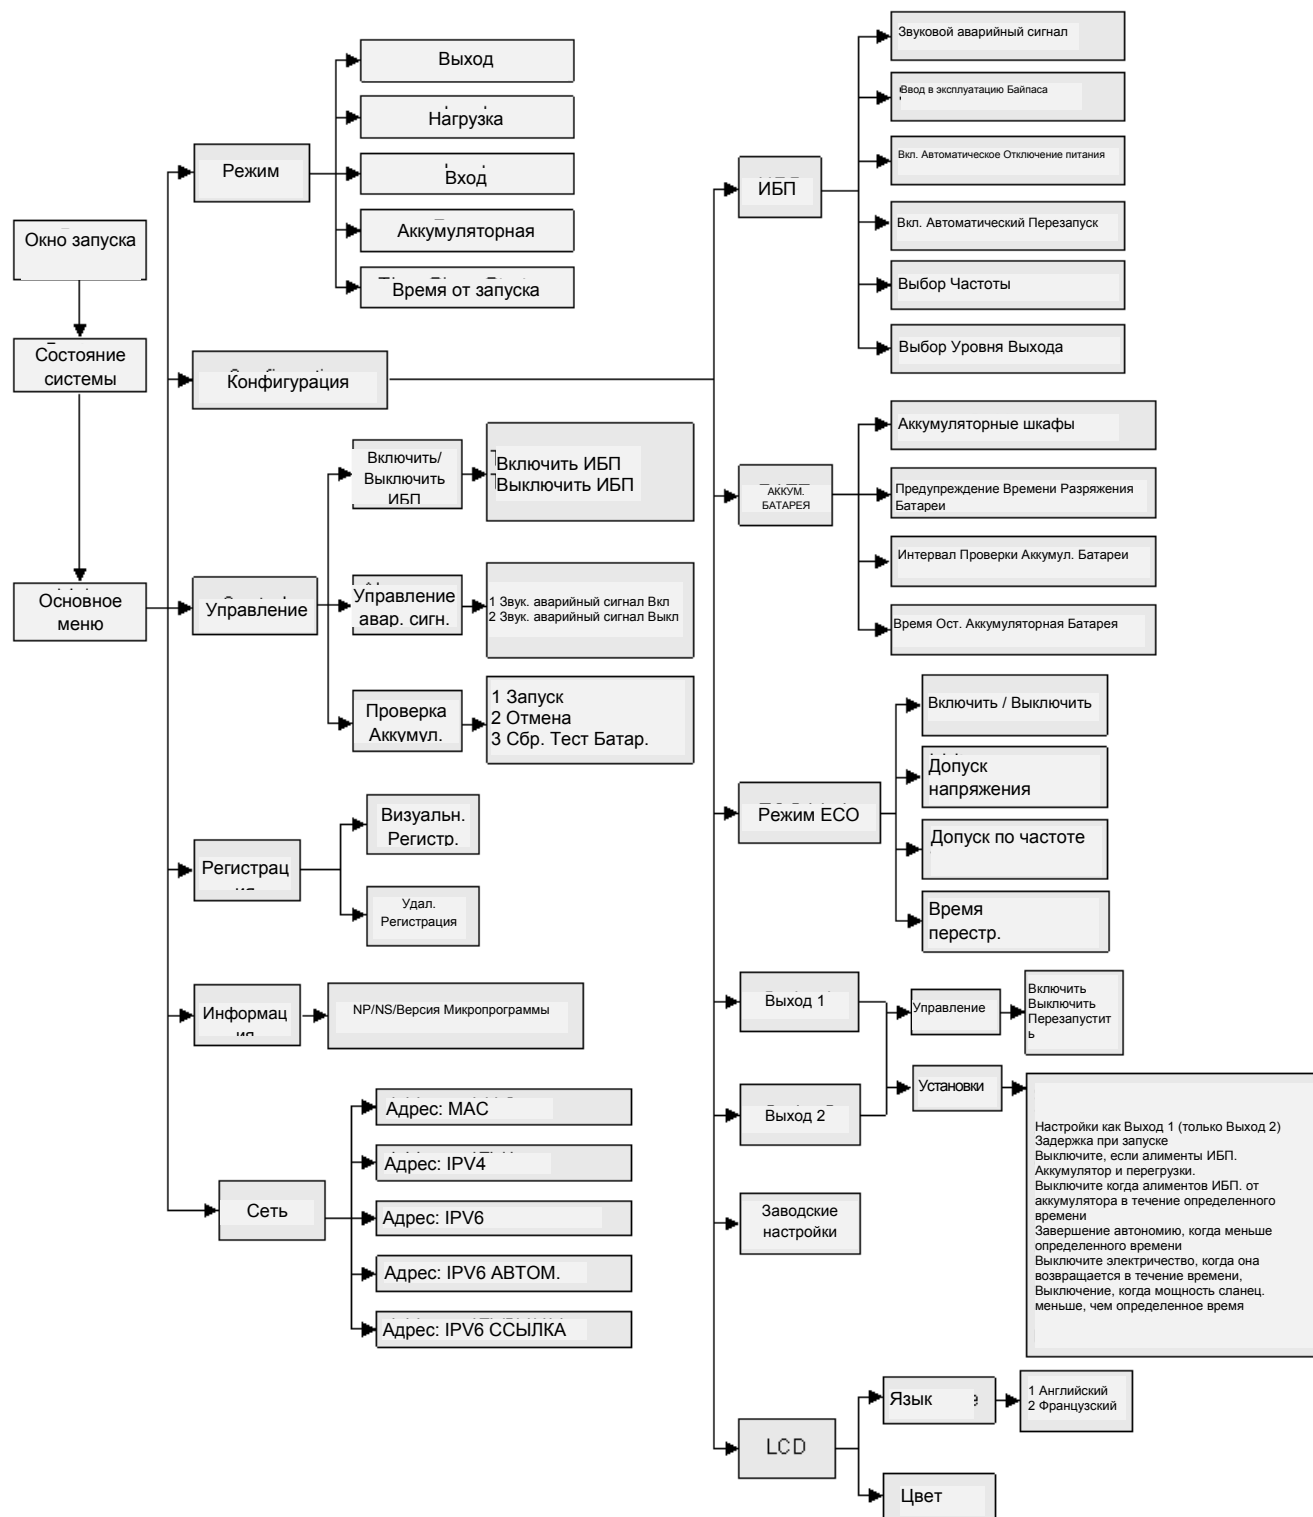 Окно запуска
Состояние
системы
Основное
меню
Режим
Выход
Нагрузка
Вход
Аккумуляторная
Время от запуска
Конфигурация
Управление
Включить/
Выключить
ИБП
Включить ИБП
Выключить ИБП
Управление
авар. сигн.
1 Звук. аварийный сигнал Вкл
2 Звук. аварийный сигнал Выкл
Проверка
Аккумул.
1 Запуск
2 Отмена
3 Сбр. Тест Батар.
Регистрац
ия
Визуальн.
Регистр.
Удал.
Регистрация
Информац
ия
NP/NS/Версия Микропрограммы
Сеть
Адрес: MAC
Адрес: IPV4
Адрес: IPV6
Адрес: IPV6 АВТОМ.
Адрес: IPV6 ССЫЛКА
ИБП
Звуковой аварийный сигнал
Ввод в эксплуатацию Байпаса
Вкл. Автоматическое Отключение питания
Вкл. Автоматический Перезапуск
Выбор Частоты
Выбор Уровня Выхода
АККУМ.
БАТАРЕЯ
Аккумуляторные шкафы
Предупреждение Времени Разряжения
Батареи
Интервал Проверки Аккумул. Батареи
Время Ост. Аккумуляторная Батарея
Режим ECO
Включить / Выключить
Допуск
напряжения
Допуск по частоте
Время
перестр.
Выход 1
Выход 2
Управление
Включить
Выключить
Перезапустит
ь
Установки
Настройки как Выход 1 (только Выход 2)
Задержка при запуске
Выключите, если алименты ИБП.
Аккумулятор и перегрузки.
Выключите когда алиментов ИБП. от
аккумулятора в течение определенного
времени
Завершение автономию, когда меньше
определенного времени
Выключите электричество, когда она
возвращается в течение времени,
Выключение, когда мощность сланец.
меньше, чем определенное время
Заводские
настройки
LCD
Язык
1 Английский
2 Французский
Цвет